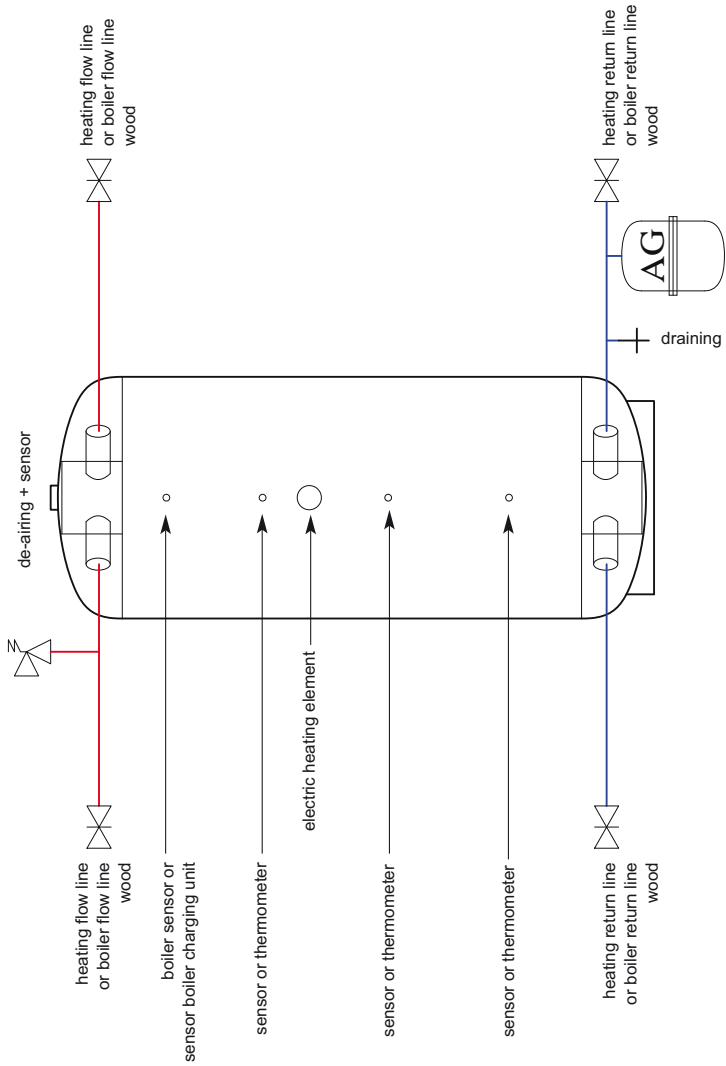 heating flow line
or boiler flow line
wood
heating return line
or boiler return line
wood
AG
draining
de-airing + sensor
electric heating element
heating flow line
or boiler flow line
wood
boiler sensor or
sensor boiler charging unit
sensor or thermometer
sensor or thermometer
sensor or thermometer
heating return line
or boiler return line
wood